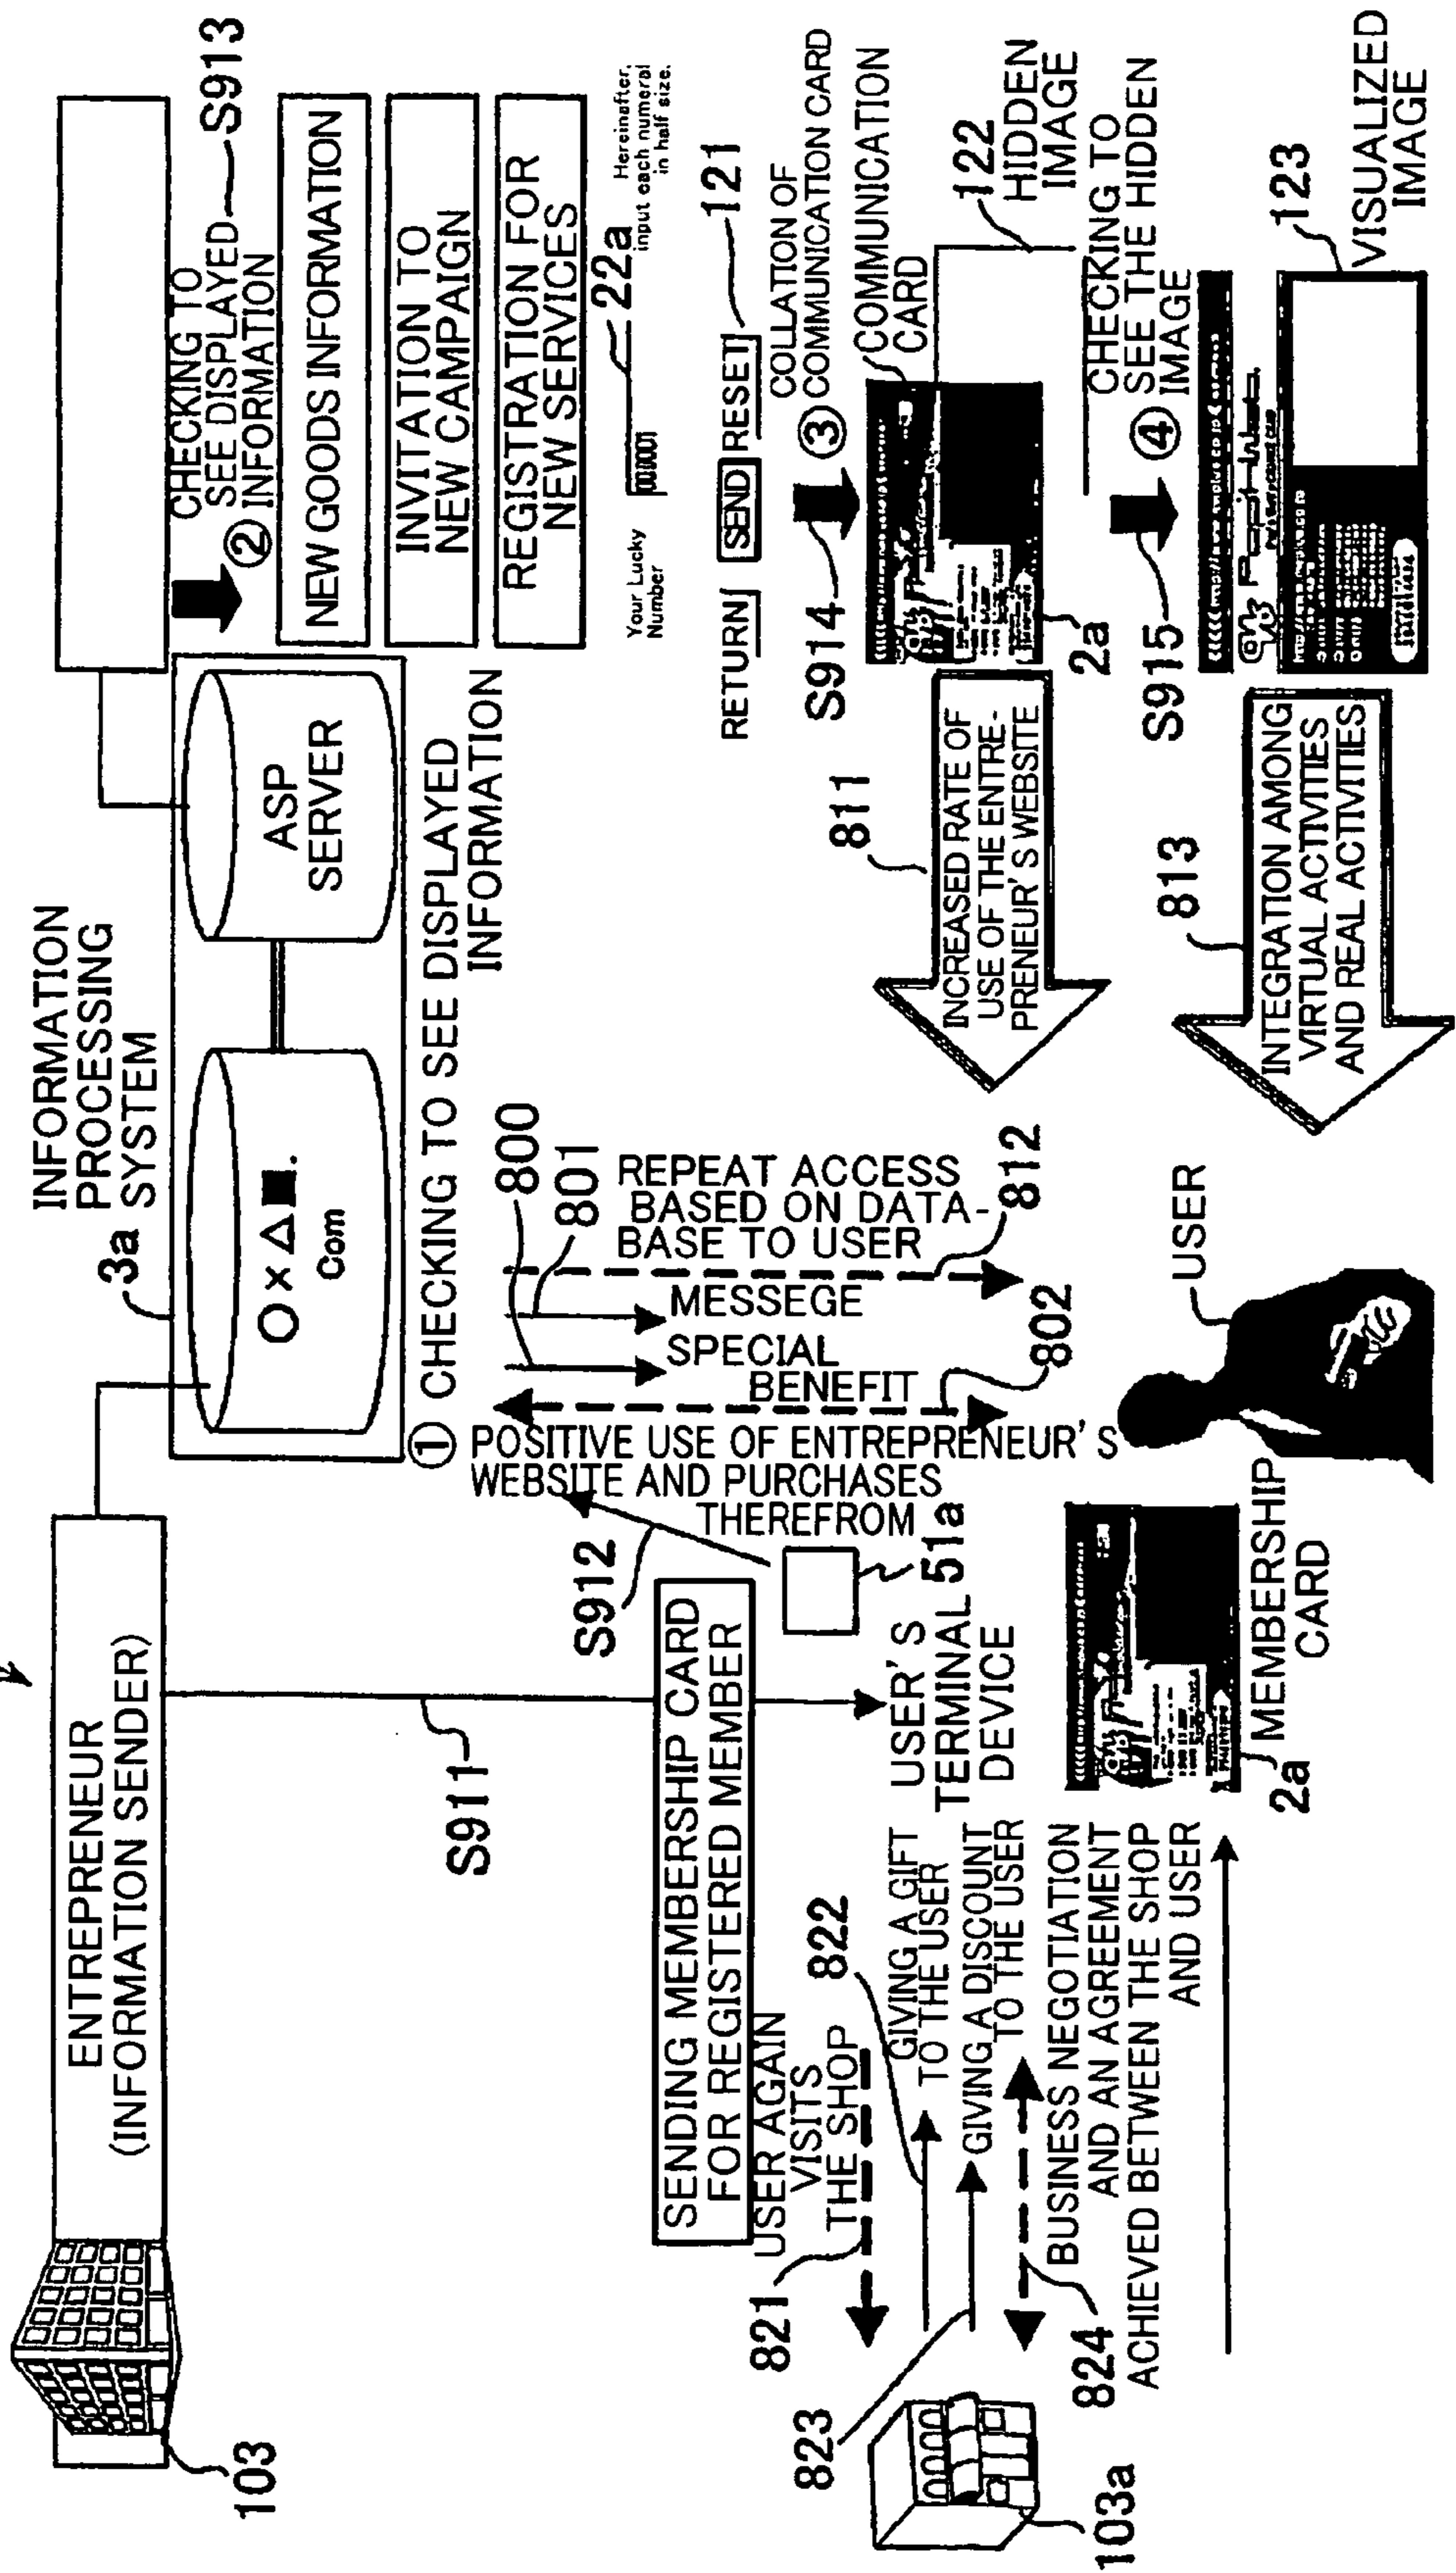 ENTREPRENEUR
(INFORMATION SENDER)
103
INFORMATION
PROCESSING
SYSTEM
3a
○×△■.
Com
ASP
SERVER
CHECKING TO
SEE DISPLAYED
② INFORMATION
S913
NEW GOODS INFORMATION
INVITATION TO
NEW CAMPAIGN
REGISTRATION FOR
NEW SERVICES
22a
Your Lucky
Number
000001
Hereinafter,
input each numeral
in half size.
RETURN
SEND
RESET
121
S914
③
COLLATION OF
COMMUNICATION CARD
COMMUNICATION
CARD
2a
122
HIDDEN
IMAGE
S915
④
CHECKING TO
SEE THE HIDDEN
IMAGE
123
VISUALIZED
IMAGE
811
INCREASED RATE OF
USE OF THE ENTRE-
PRENEUR'S WEBSITE
813
INTEGRATION AMONG
VIRTUAL ACTIVITIES
AND REAL ACTIVITIES
① CHECKING TO SEE DISPLAYED
INFORMATION
800
801
REPEAT ACCESS
BASED ON DATA-
BASE TO USER
812
MESSEGE
SPECIAL
BENEFIT
802
POSITIVE USE OF ENTREPRENEUR'S
WEBSITE AND PURCHASES
THEREFROM
USER
S911
S912
SENDING MEMBERSHIP CARD
FOR REGISTERED MEMBER
51a
USER'S
TERMINAL
DEVICE
2a
MEMBERSHIP
CARD
USER AGAIN
VISITS
THE SHOP
821
822
GIVING A GIFT
TO THE USER
823
GIVING A DISCOUNT
TO THE USER
824
BUSINESS NEGOTIATION
AND AN AGREEMENT
ACHIEVED BETWEEN THE SHOP
AND USER
103a